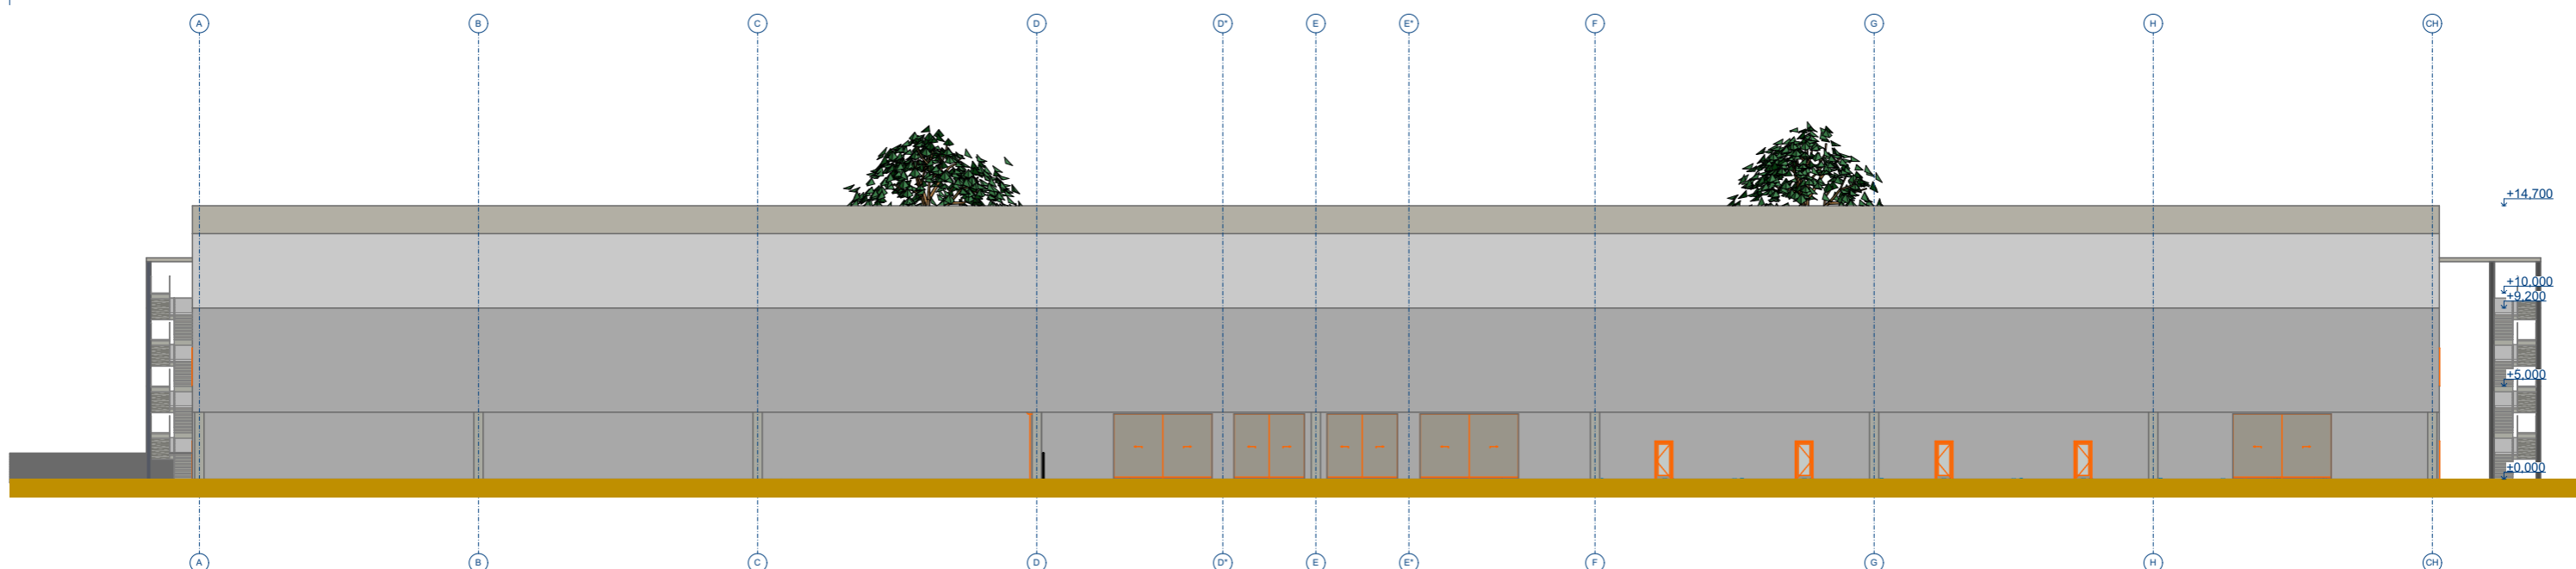 A B C D D* E E* F G H CH
+14,700
+10,000
+9,200
+5,000
±0,000
A B C D D* E E* F G H CH